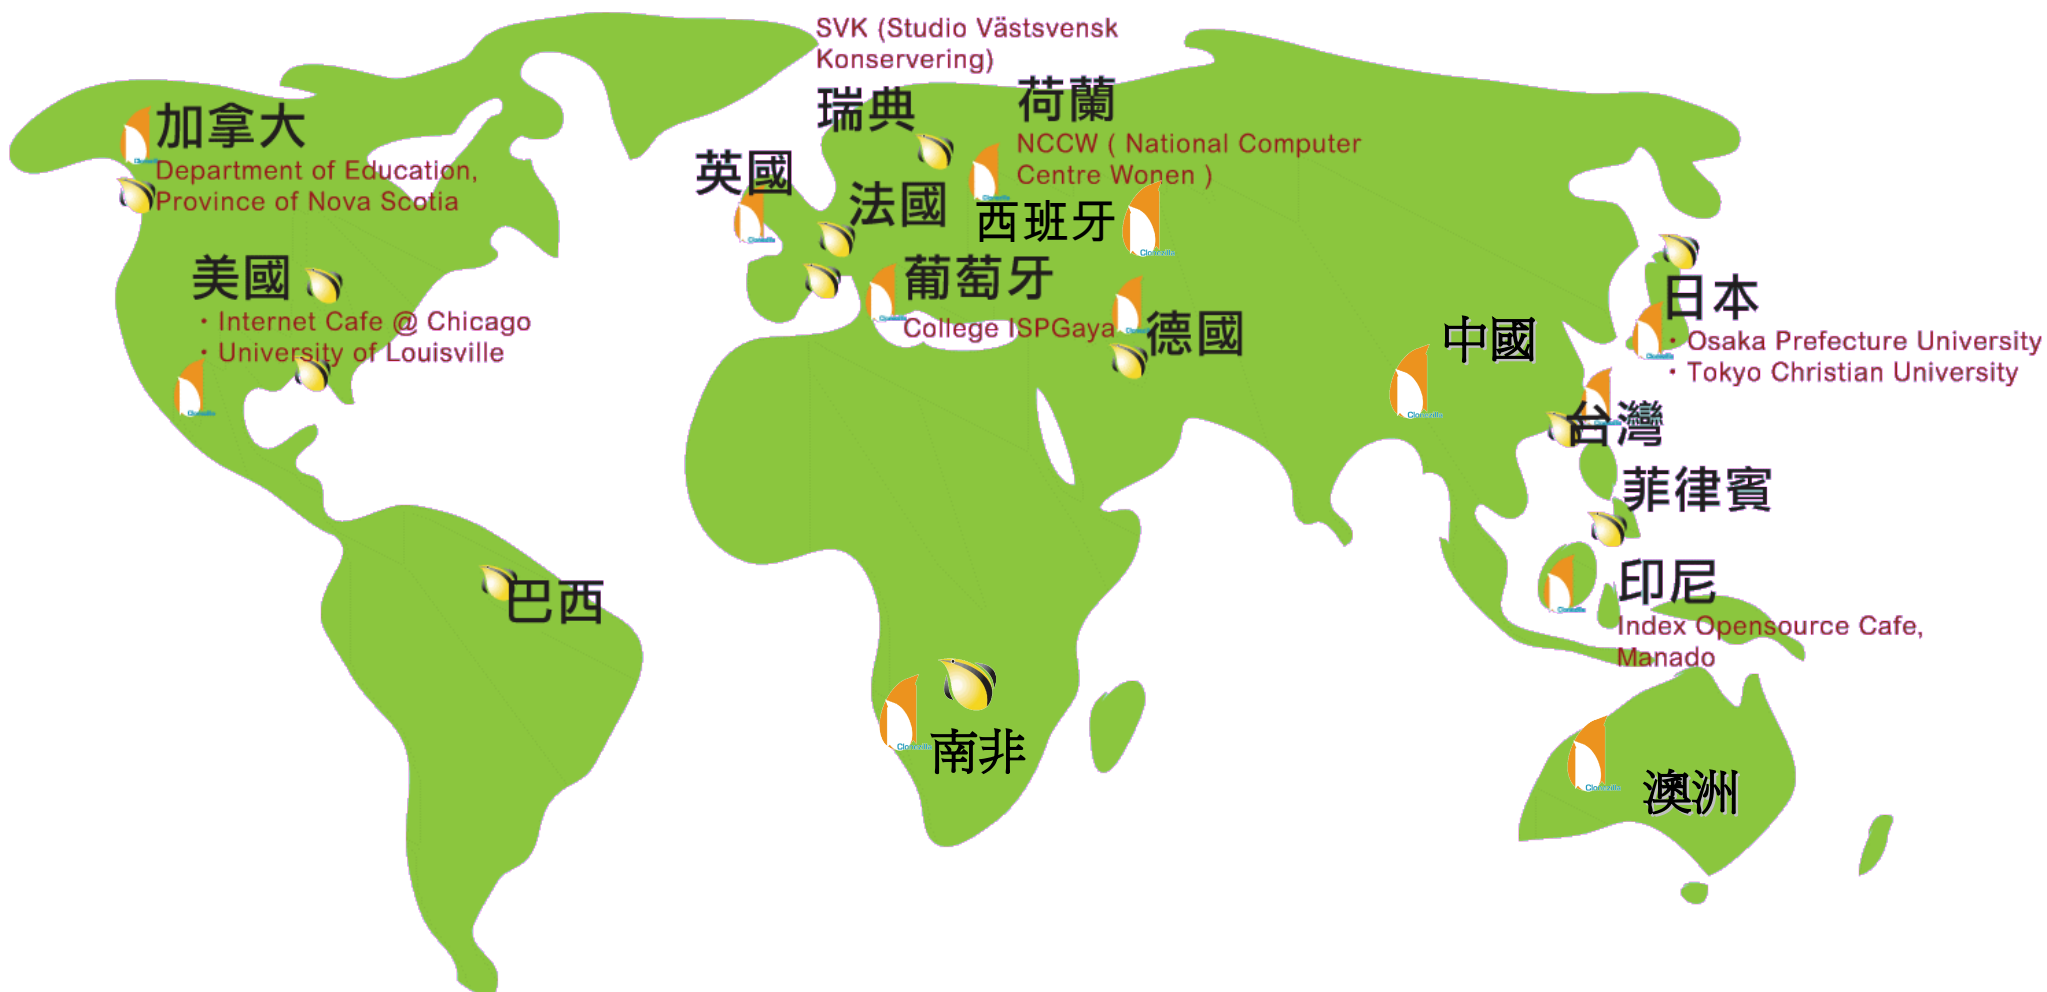 SVK (Studio Västsvensk
Konservering)
瑞典
荷蘭
NCCW ( National Computer
Centre Wonen )
加拿大
Department of Education,
Province of Nova Scotia
英國
法國
西班牙
美國
・Internet Cafe @ Chicago
・University of Louisville
葡萄牙
College ISPGaya
德國
中國
日本
・Osaka Prefecture University
・Tokyo Christian University
台灣
菲律賓
印尼
Index Opensource Cafe,
Manado
巴西
南非
澳洲